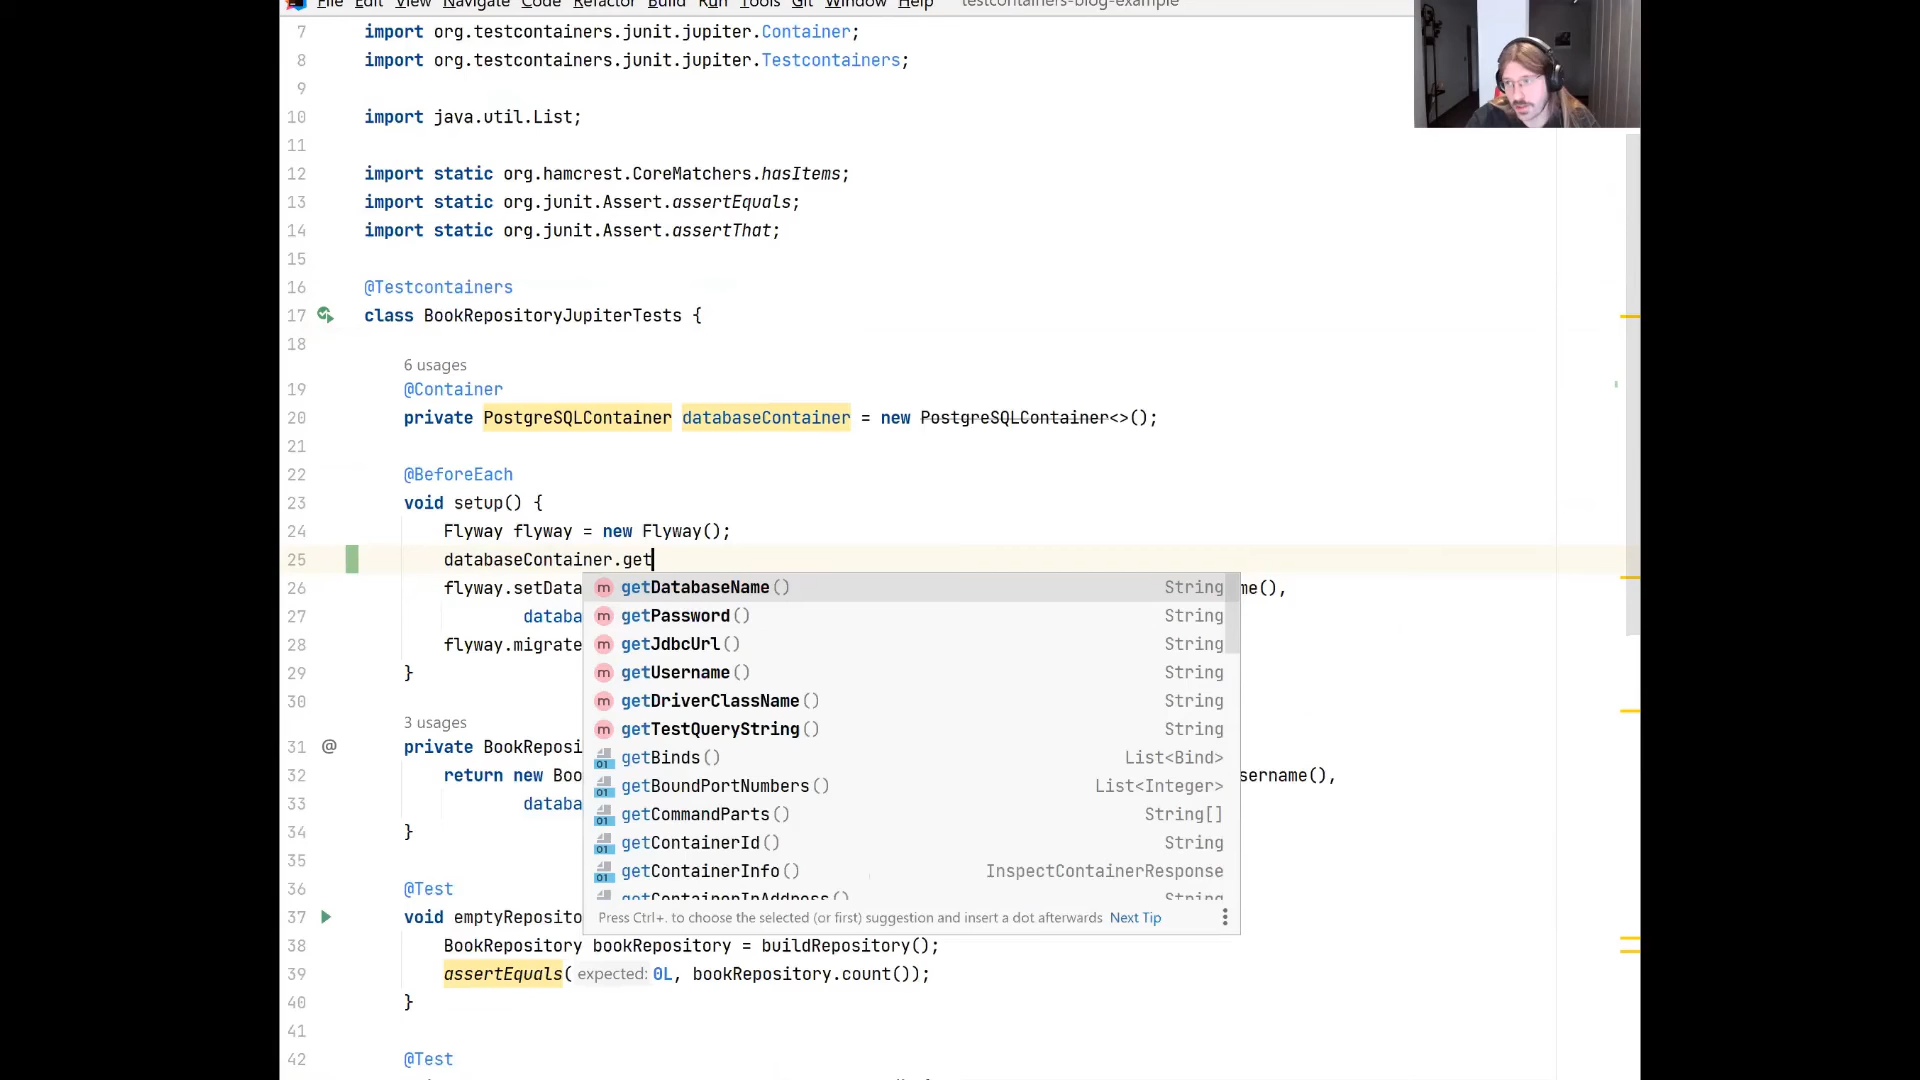 File Edit View Navigate Code Refactor Build Run Tools Git Window Help testcontainers-blog-example
7 import org.testcontainers.junit.jupiter.Container;
8 import org.testcontainers.junit.jupiter.Testcontainers;
9
10 import java.util.List;
11
12 import static org.hamcrest.CoreMatchers.hasItems;
13 import static org.junit.Assert.assertEquals;
14 import static org.junit.Assert.assertThat;
15
16 @Testcontainers
17 class BookRepositoryJupiterTests {
18
6 usages
19 @Container
20 private PostgreSQLContainer databaseContainer = new PostgreSQLContainer<>();
21
22 @BeforeEach
23 void setup() {
24 Flyway flyway = new Flyway();
25 databaseContainer.get
26 flyway.setData me(),
27 databa
28 flyway.migrate
29 }
30
3 usages
31 @ private BookReposi
32 return new Boo sername(),
33 databa
34 }
35
36 @Test
37 void emptyReposito
38 BookRepository bookRepository = buildRepository();
39 assertEquals( expected: 0L, bookRepository.count());
40 }
41
42 @Test
m getDatabaseName() String
m getPassword() String
m getJdbcUrl() String
m getUsername() String
m getDriverClassName() String
m getTestQueryString() String
01 getBinds() List<Bind>
01 getBoundPortNumbers() List<Integer>
01 getCommandParts() String[]
01 getContainerId() String
01 getContainerInfo() InspectContainerResponse
getContainerIpAddress() String
Press Ctrl+. to choose the selected (or first) suggestion and insert a dot afterwards Next Tip